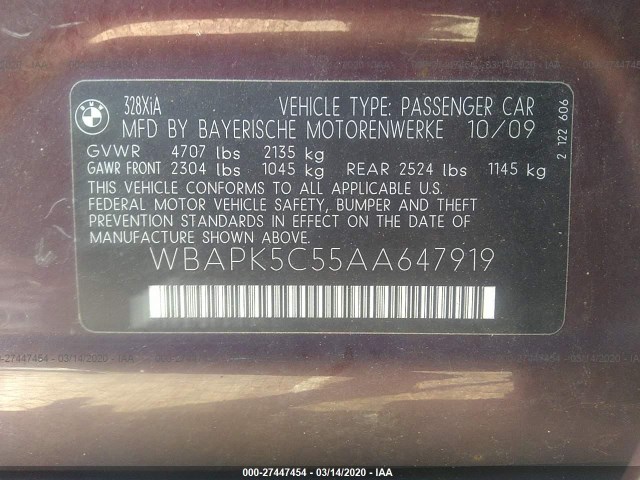 BMW
328XiA
VEHICLE TYPE: PASSENGER CAR
MFD BY BAYERISCHE MOTORENWERKE 10/09
GVWR 4707 lbs 2135 kg
GAWR FRONT 2304 lbs 1045 kg REAR 2524 lbs 1145 kg
THIS VEHICLE CONFORMS TO ALL APPLICABLE U.S.
FEDERAL MOTOR VEHICLE SAFETY, BUMPER AND THEFT
PREVENTION STANDARDS IN EFFECT ON THE DATE OF
MANUFACTURE SHOWN ABOVE.
WBAPK5C55AA647919
2 122 606
000-27447454 - 03/14/2020 - IAA